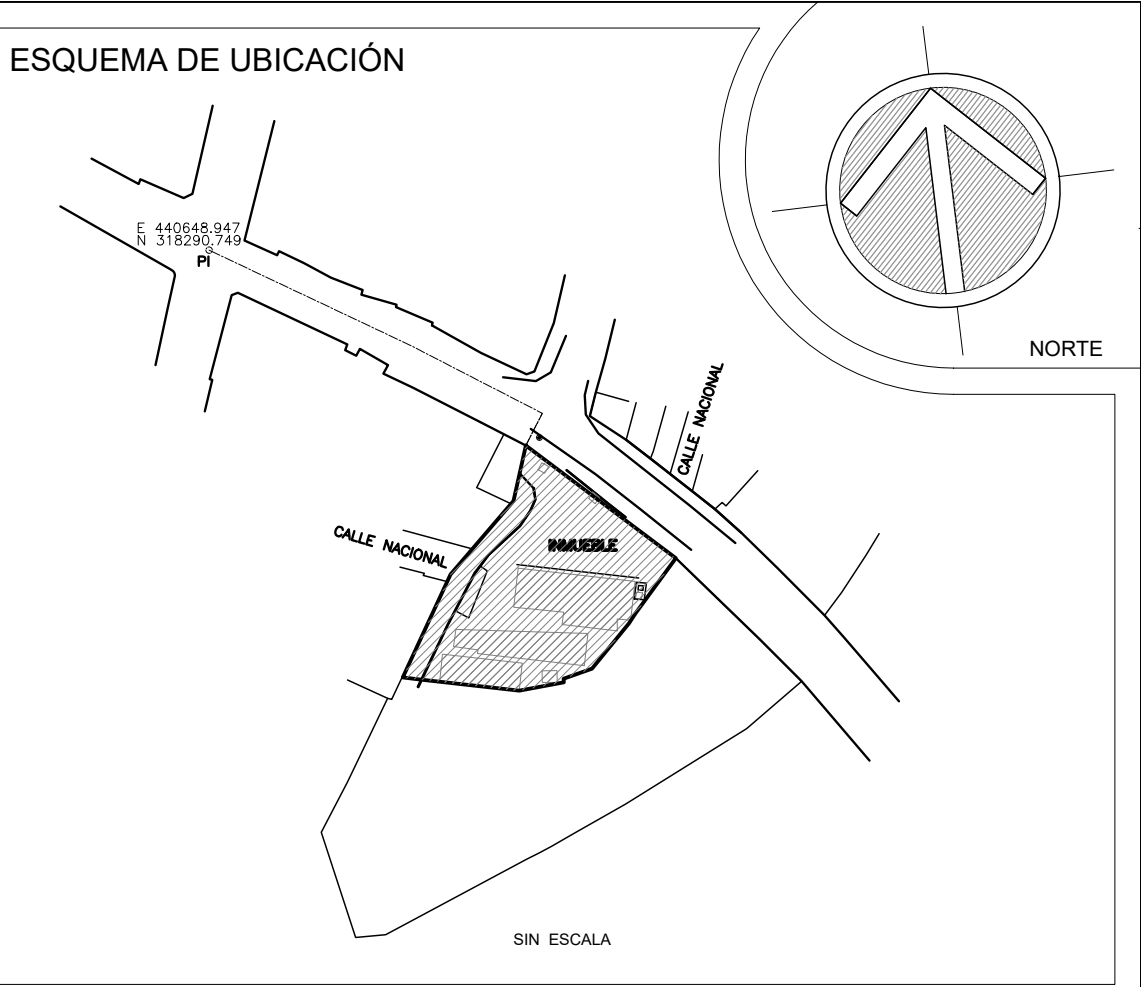 ESQUEMA DE UBICACIÓN
E 440648.947
N 318290.749
PI
NORTE
CALLE NACIONAL
CALLE NACIONAL
INMUEBLE
SIN ESCALA